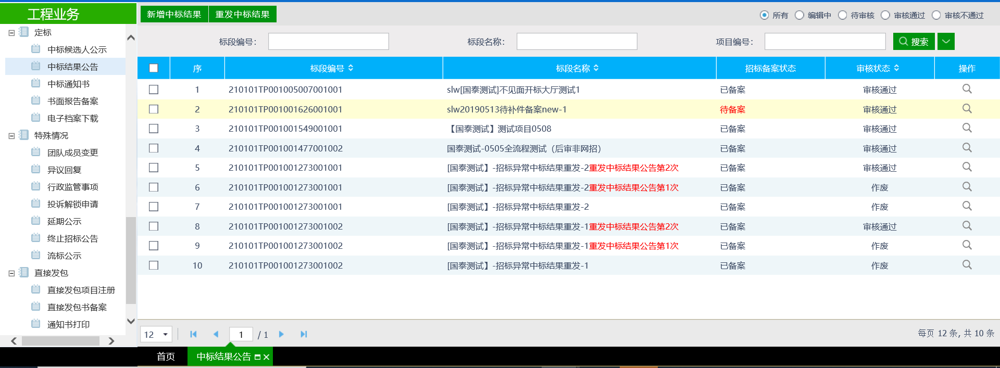 工程业务
定标
中标候选人公示
中标结果公告
中标通知书
书面报告备案
电子档案下载
特殊情况
团队成员变更
异议回复
行政监管事项
投诉解锁申请
延期公示
终止招标公告
流标公示
直接发包
直接发包项目注册
直接发包书备案
通知书打印
新增中标结果 重发中标结果
所有 编辑中 待审核 审核通过 审核不通过
标段编号： 标段名称： 项目编号： 搜索
序 标段编号 标段名称 招标备案状态 审核状态 操作
1 210101TP001005007001001 slw[国泰测试]不见面开标大厅测试1 已备案 审核通过
2 210101TP001001626001001 slw20190513待补件备案new-1 待备案 审核通过
3 210101TP001001549001001 【国泰测试】测试项目0508 已备案 审核通过
4 210101TP001001477001002 国泰测试-0505全流程测试（后审非网招） 已备案 审核通过
5 210101TP001001273001001 [国泰测试】-招标异常中标结果重发-2重发中标结果公告第2次 已备案 审核通过
6 210101TP001001273001001 [国泰测试】-招标异常中标结果重发-2重发中标结果公告第1次 已备案 作废
7 210101TP001001273001001 [国泰测试】-招标异常中标结果重发-2 已备案 作废
8 210101TP001001273001002 [国泰测试】-招标异常中标结果重发-1重发中标结果公告第2次 已备案 审核通过
9 210101TP001001273001002 [国泰测试】-招标异常中标结果重发-1重发中标结果公告第1次 已备案 作废
10 210101TP001001273001002 [国泰测试】-招标异常中标结果重发-1 已备案 作废
12 1 / 1 每页 12 条, 共 10 条
首页 中标结果公告